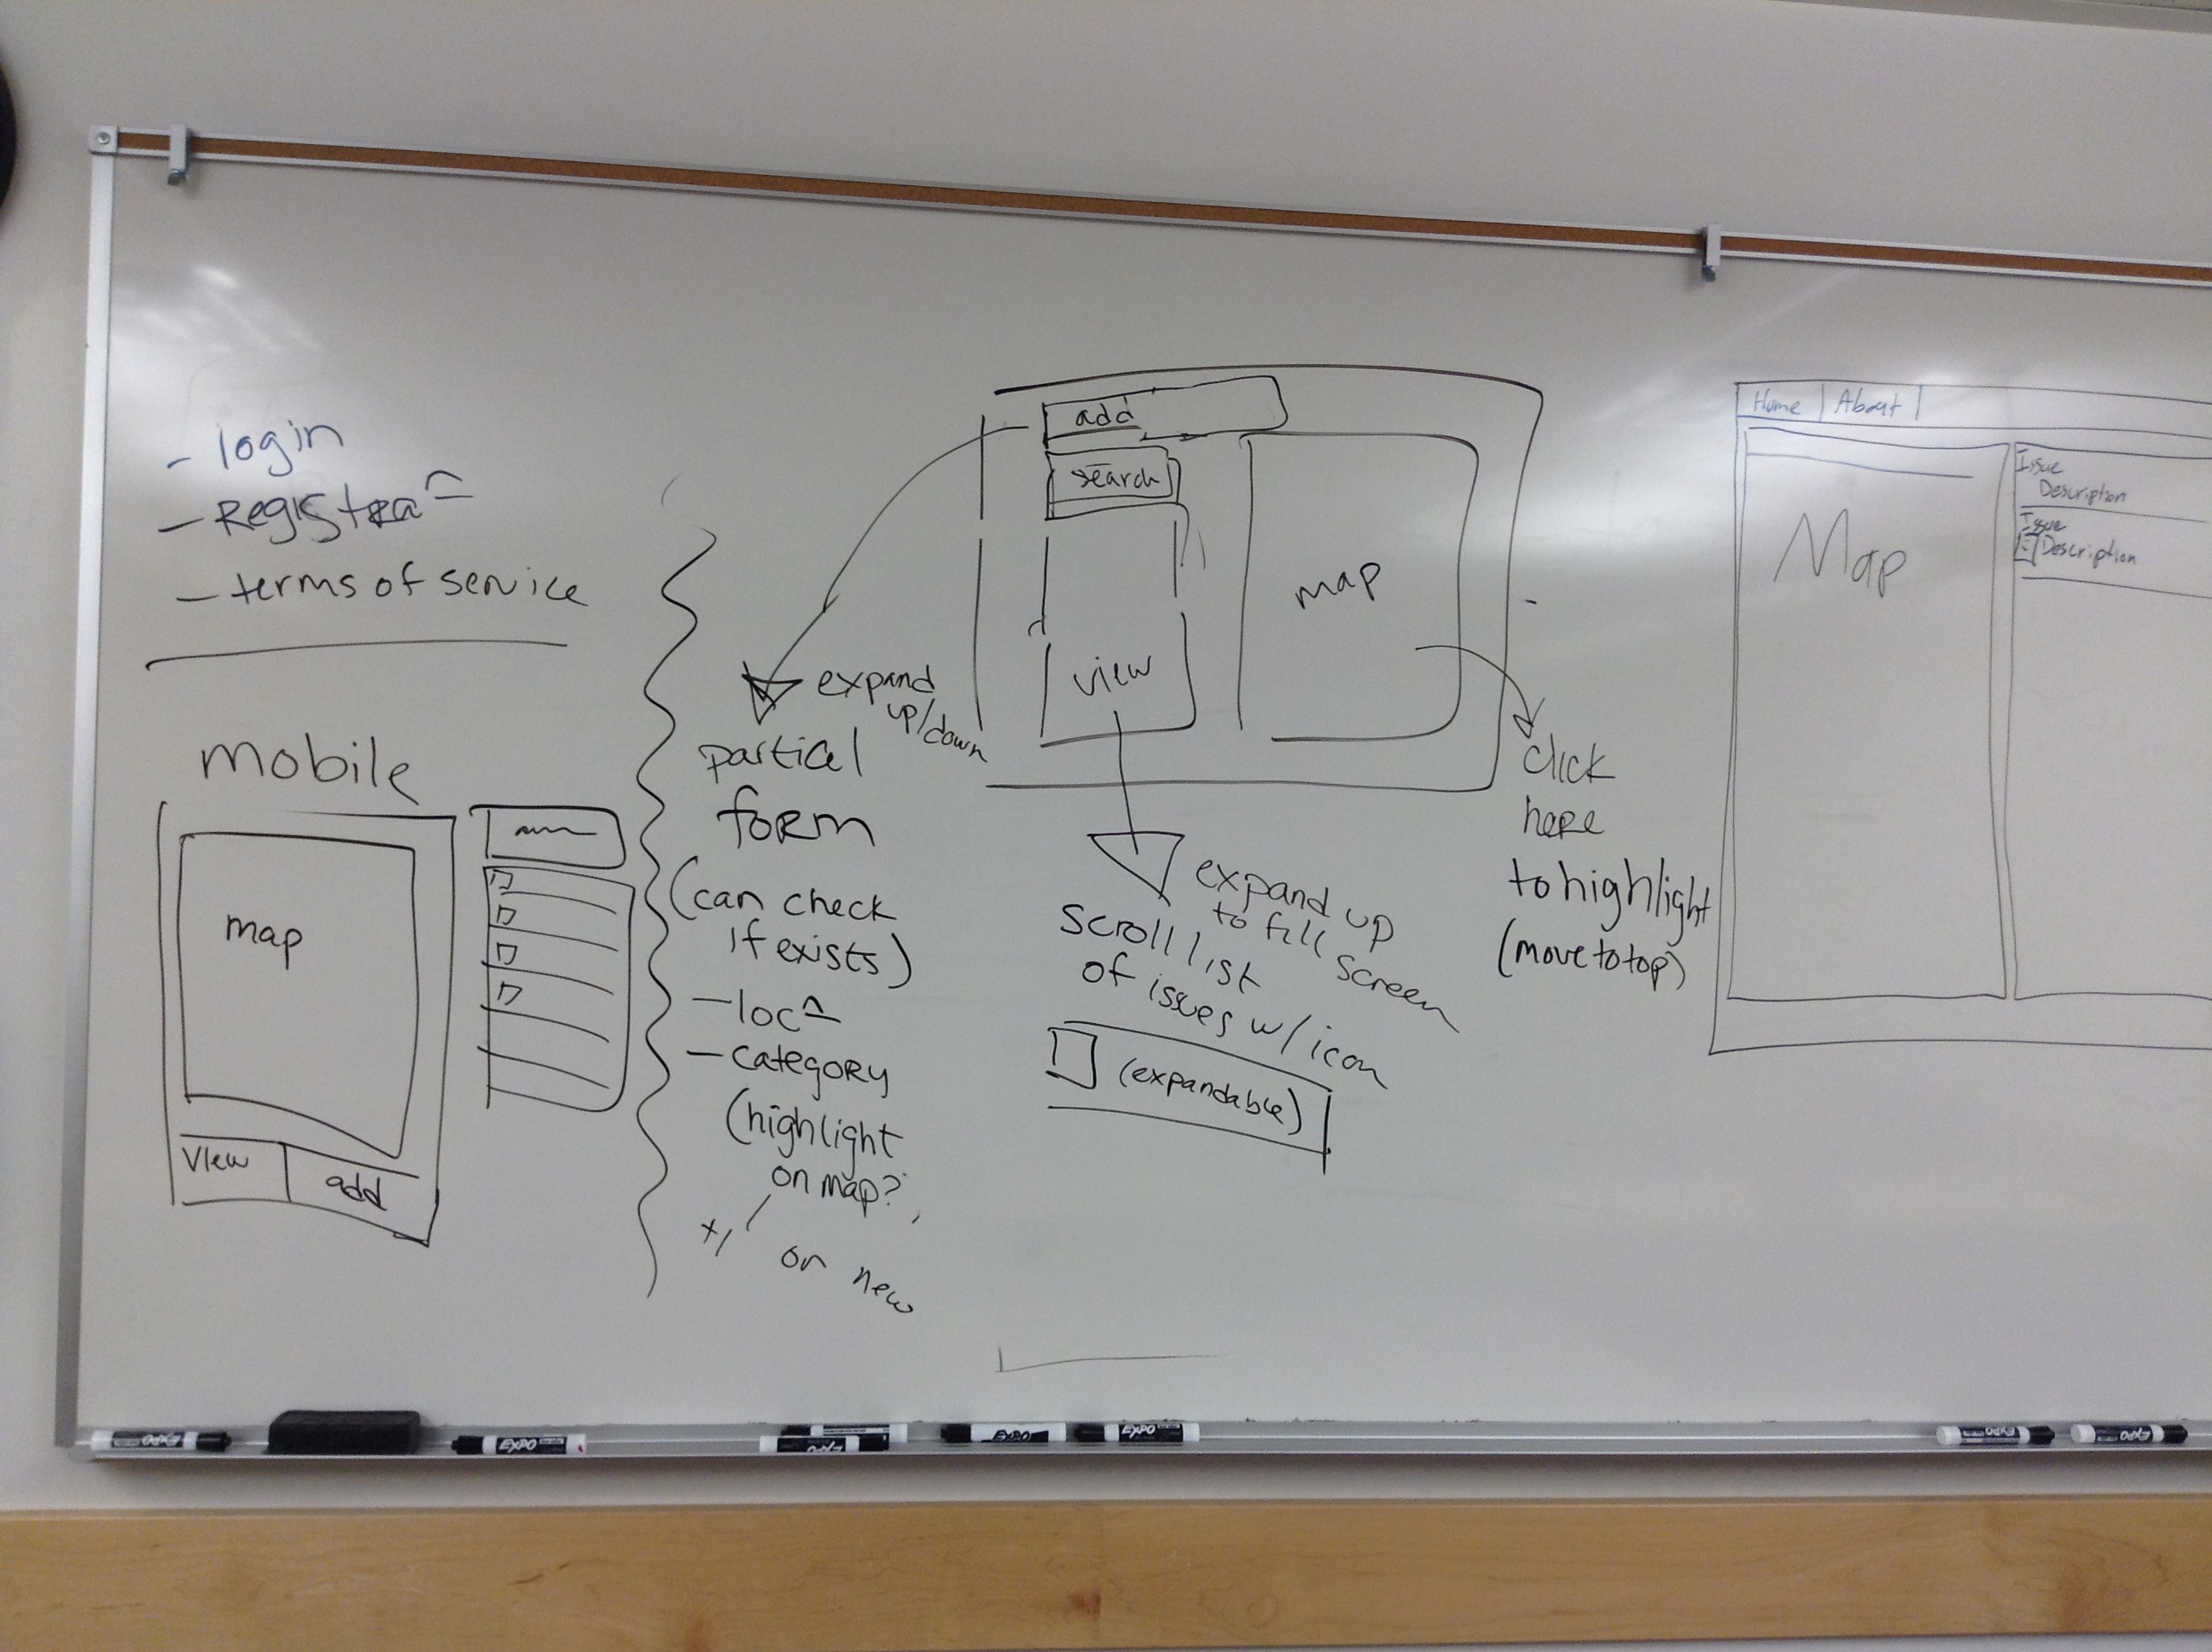 - login
- Registra^n
- terms of service
mobile
map
View
add
add
search
view
map
expand
up/down
partial
form
(can check
if exists)
- loc^n
- category
(highlight
on map?
+1
or new
expand up
to fill screen
scroll list
of issues w/ icon
(expandable)
click
here
to highlight
(move to top)
Home | About |
Map
Issue
Description
Issue
Description
EXPO
EXPO
EXPO
EXPO
EXPO
EXPO
EXPO